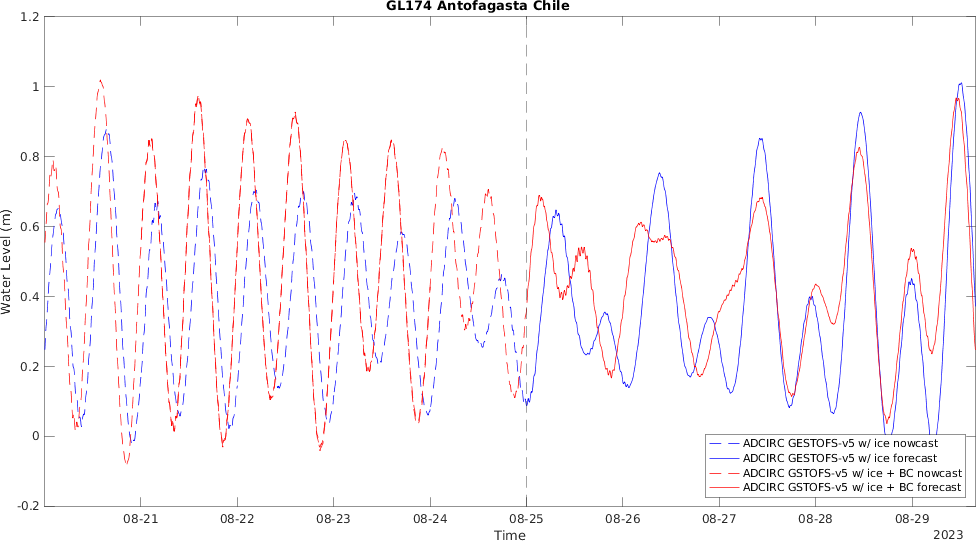 GL174 Antofagasta Chile
1.2
1
0.8
0.6
0.4
0.2
0
-0.2
Water Level (m)
08-21 08-22 08-23 08-24 08-25 08-26 08-27 08-28 08-29
Time
2023
ADCIRC GESTOFS-v5 w/ ice nowcast
ADCIRC GESTOFS-v5 w/ ice forecast
ADCIRC GSTOFS-v5 w/ ice + BC nowcast
ADCIRC GSTOFS-v5 w/ ice + BC forecast